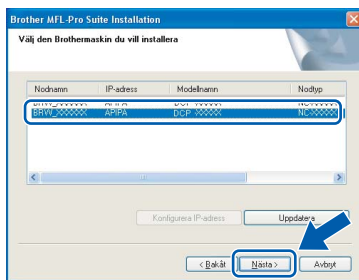 Brother MFL-Pro Suite Installation
Välj den Brothermaskin du vill installera
Nodnamn IP-adress Modellnamn Nodtyp
BRW_XXXXXX APIPA DCP-XXXXX NC-XXXXX
Konfigurera IP-adress Uppdatera
< Bakåt Nästa > Avbryt